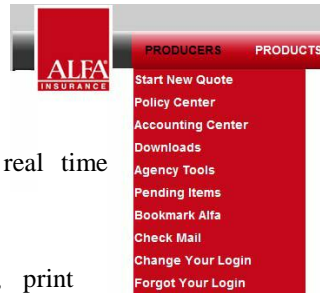 PRODUCERS PRODUCTS
ALFA
INSURANCE
Start New Quote
Policy Center
Accounting Center
Downloads
real time
Agency Tools
Pending Items
Bookmark Alfa
Check Mail
Change Your Login
print
Forgot Your Login